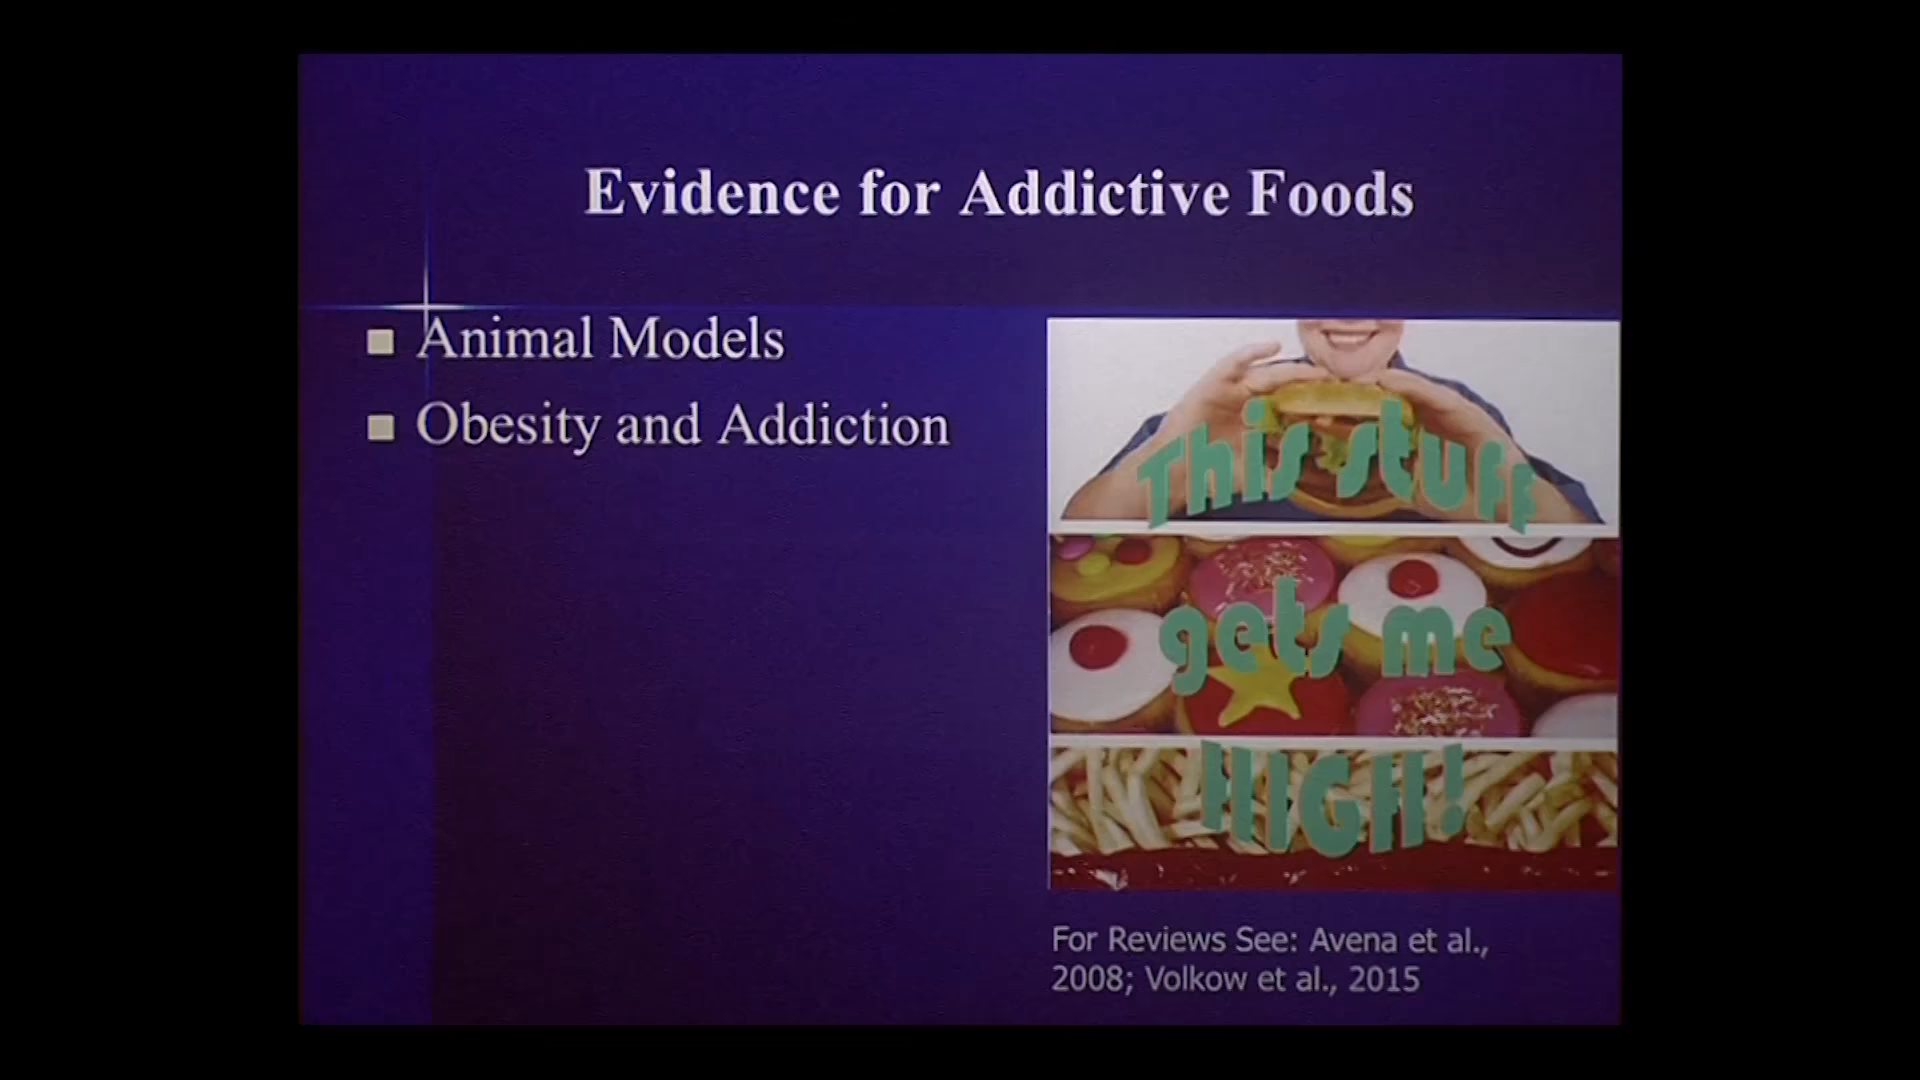 Evidence for Addictive Foods
Animal Models
Obesity and Addiction
This stuff
gets me
HIGH!
For Reviews See: Avena et al.,
2008; Volkow et al., 2015